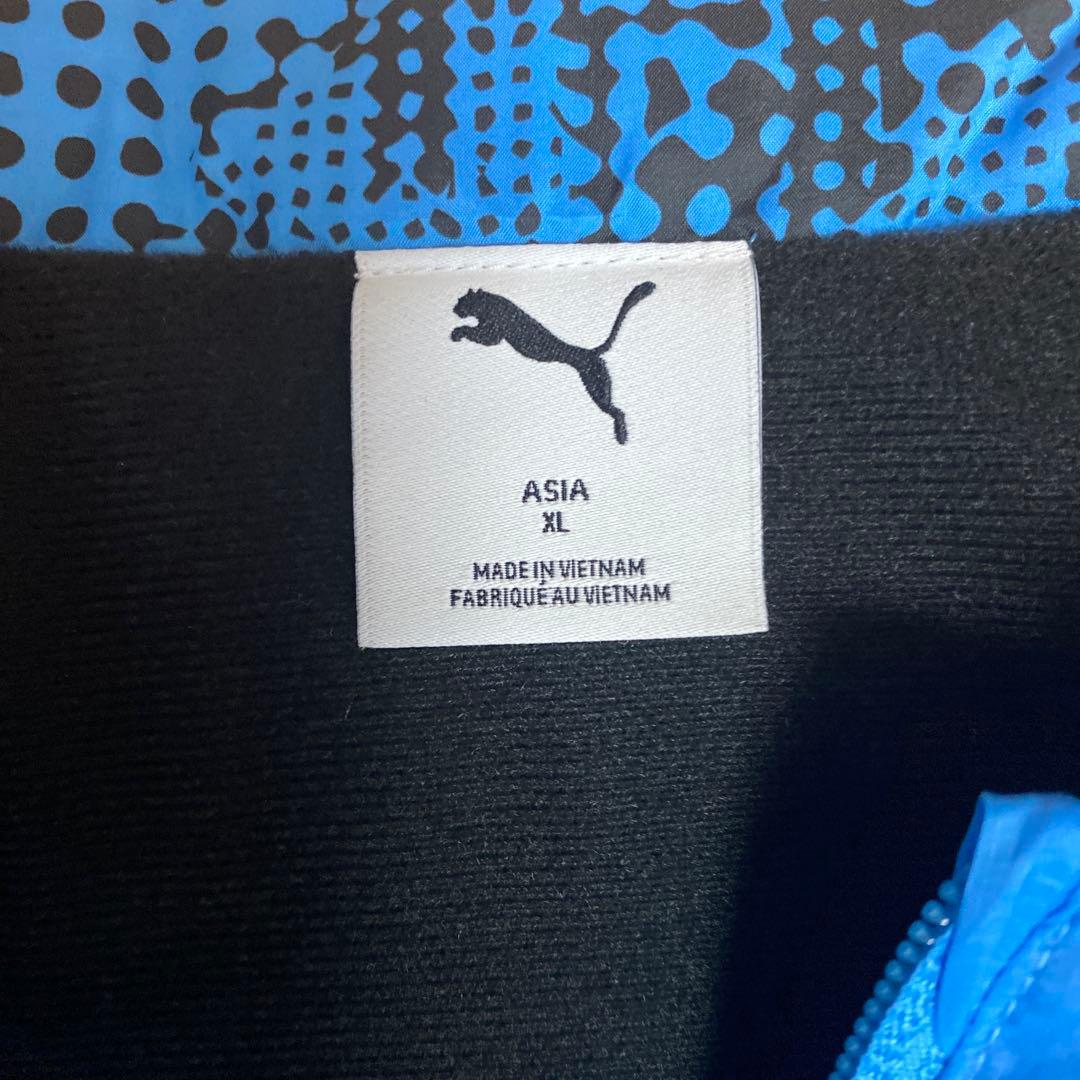 ASIA
XL
MADE IN VIETNAM
FABRIQUÉ AU VIETNAM